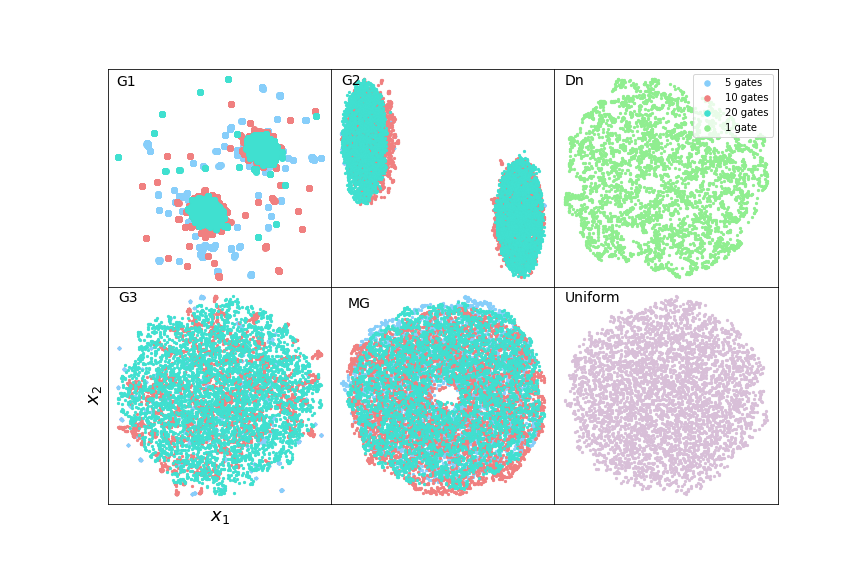 G1
G2
Dn
5 gates
10 gates
20 gates
1 gate
G3
MG
Uniform
x2
x1